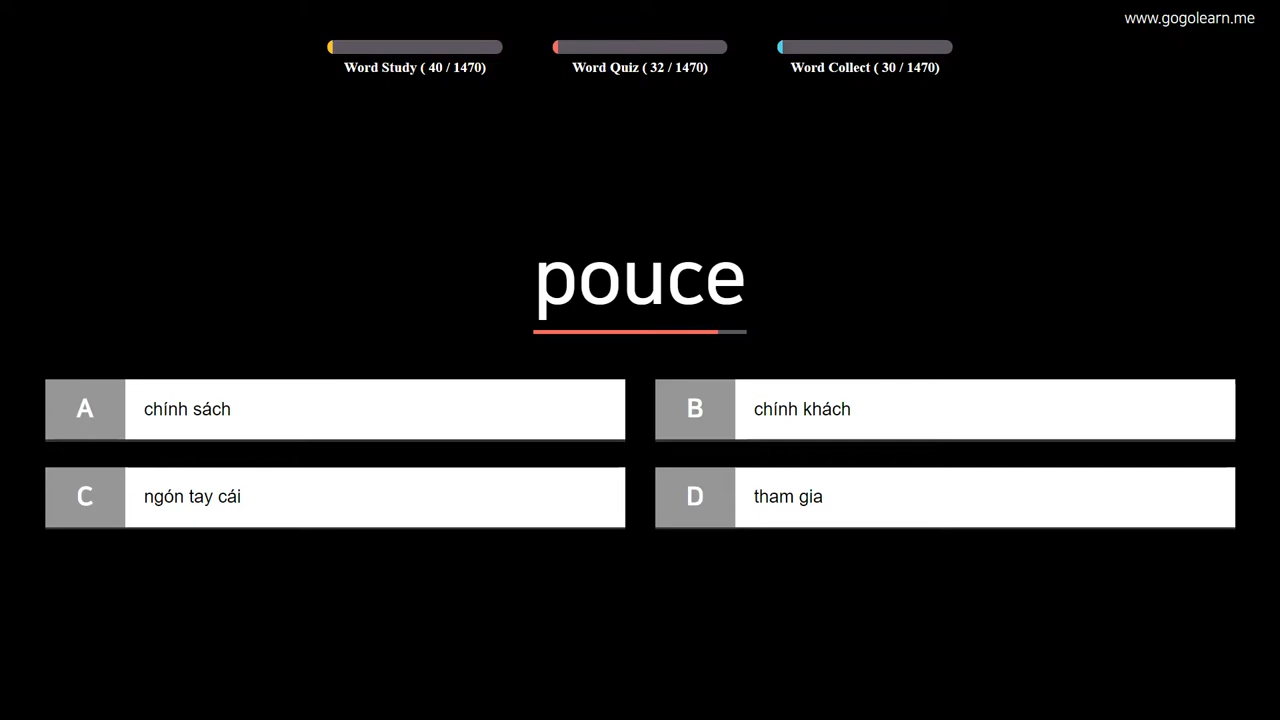 www.gogolearn.me
Word Study ( 40 / 1470)
Word Quiz ( 32 / 1470)
Word Collect ( 30 / 1470)
pouce
A chính sách
B chính khách
C ngón tay cái
D tham gia